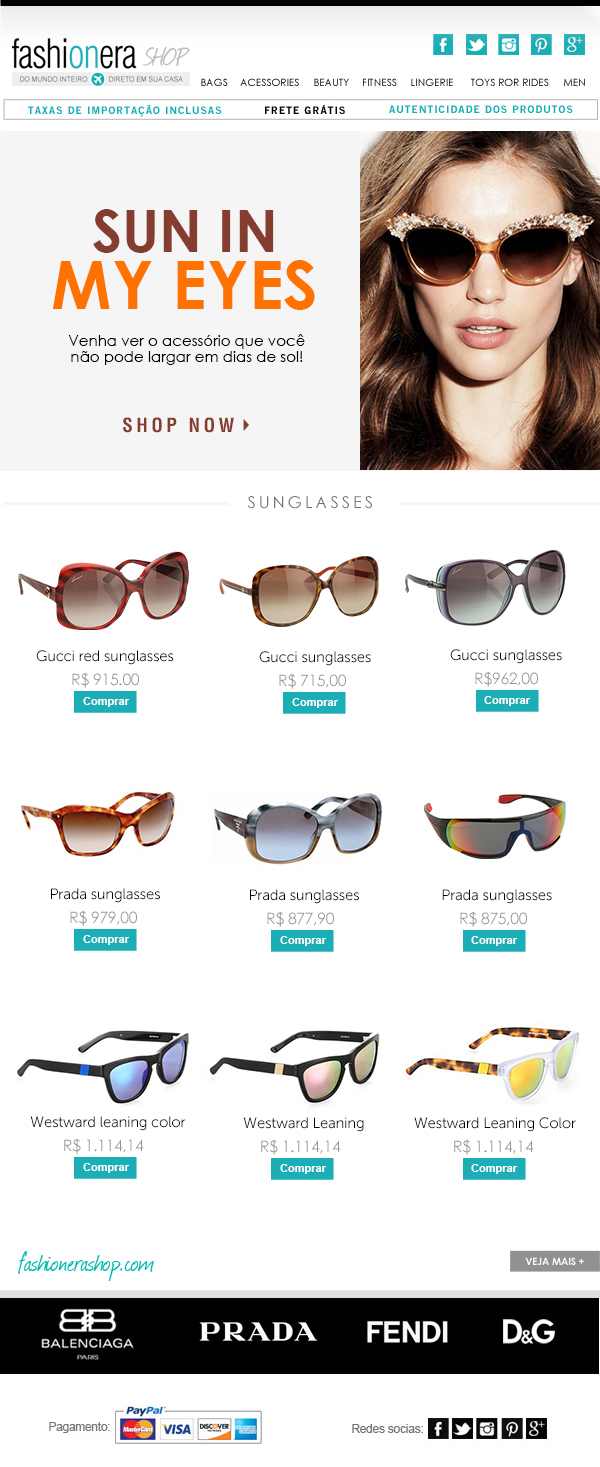 fashionera SHOP
DO MUNDO INTEIRO DIRETO EM SUA CASA
BAGS ACESSORIES BEAUTY FITNESS LINGERIE TOYS ROR RIDES MEN
TAXAS DE IMPORTAÇÃO INCLUSAS FRETE GRÁTIS AUTENTICIDADE DOS PRODUTOS
SUN IN
MY EYES
Venha ver o acessório que você
não pode largar em dias de sol!
SHOP NOW
SUNGLASSES
Gucci red sunglasses Gucci sunglasses Gucci sunglasses
R$ 915.00 R$ 715,00 R$962,00
Comprar Comprar Comprar
Prada sunglasses Prada sunglasses Prada sunglasses
R$ 979,00 R$ 877,90 R$ 875,00
Comprar Comprar Comprar
Westward leaning color Westward Leaning Westward Leaning Color
R$ 1.114,14 R$ 1.114,14 R$ 1.114,14
Comprar Comprar Comprar
fashionerashop.com VEJA MAIS +
BALENCIAGA PRADA FENDI D&G
PARIS
Pagamento: PayPal MasterCard VISA DISCOVER Redes socias: